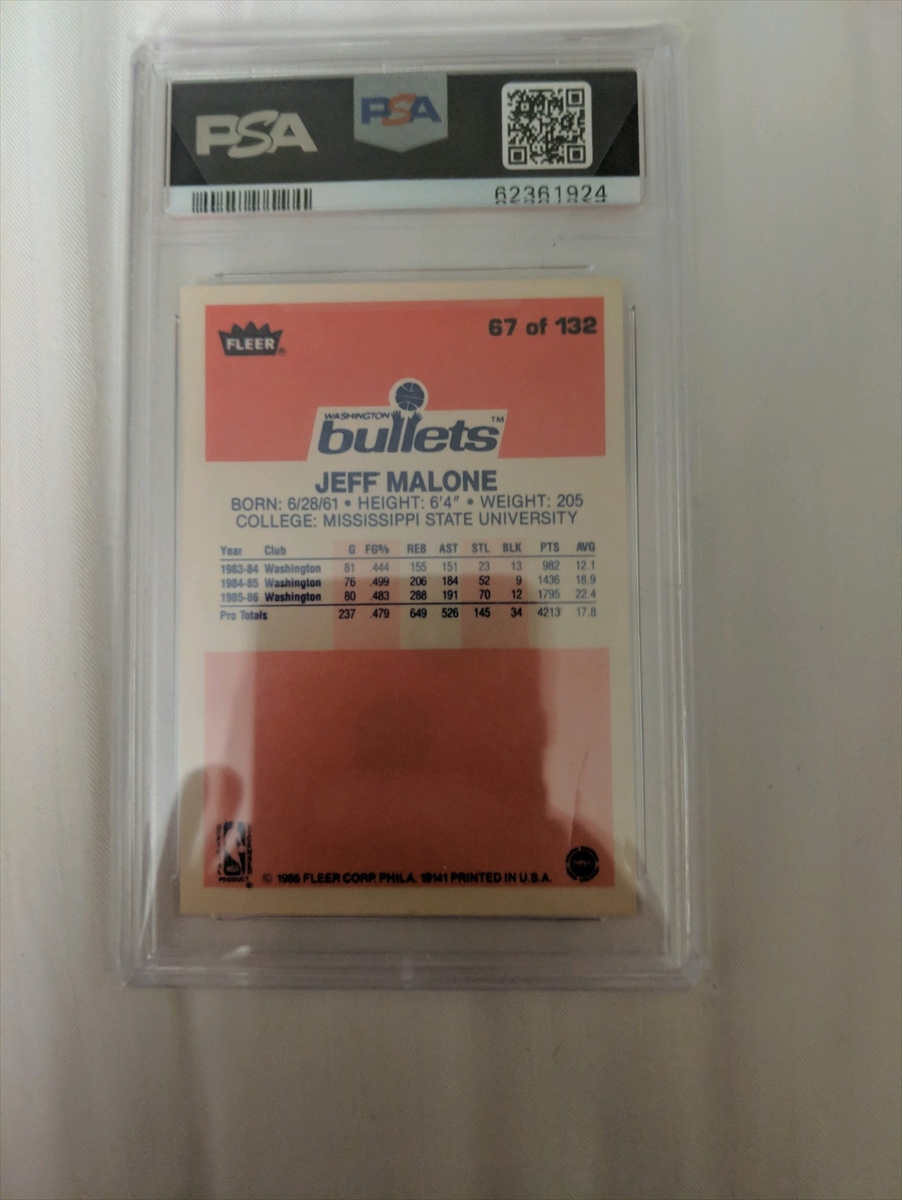 PSA PSA
62361924
FLEER® 67 of 132
WASHINGTON
bullets™
JEFF MALONE
BORN: 6/28/61 • HEIGHT: 6'4" • WEIGHT: 205
COLLEGE: MISSISSIPPI STATE UNIVERSITY
Year Club G FG% REB AST STL BLK PTS AVG
1983-84 Washington 81 .444 155 151 23 13 982 12.1
1984-85 Washington 76 .499 206 184 52 9 1436 18.9
1985-86 Washington 80 .483 288 191 70 12 1795 22.4
Pro Totals 237 .479 649 526 145 34 4213 17.8
PRODUCT
© 1986 FLEER CORP. PHILA. 19141 PRINTED IN U.S.A.